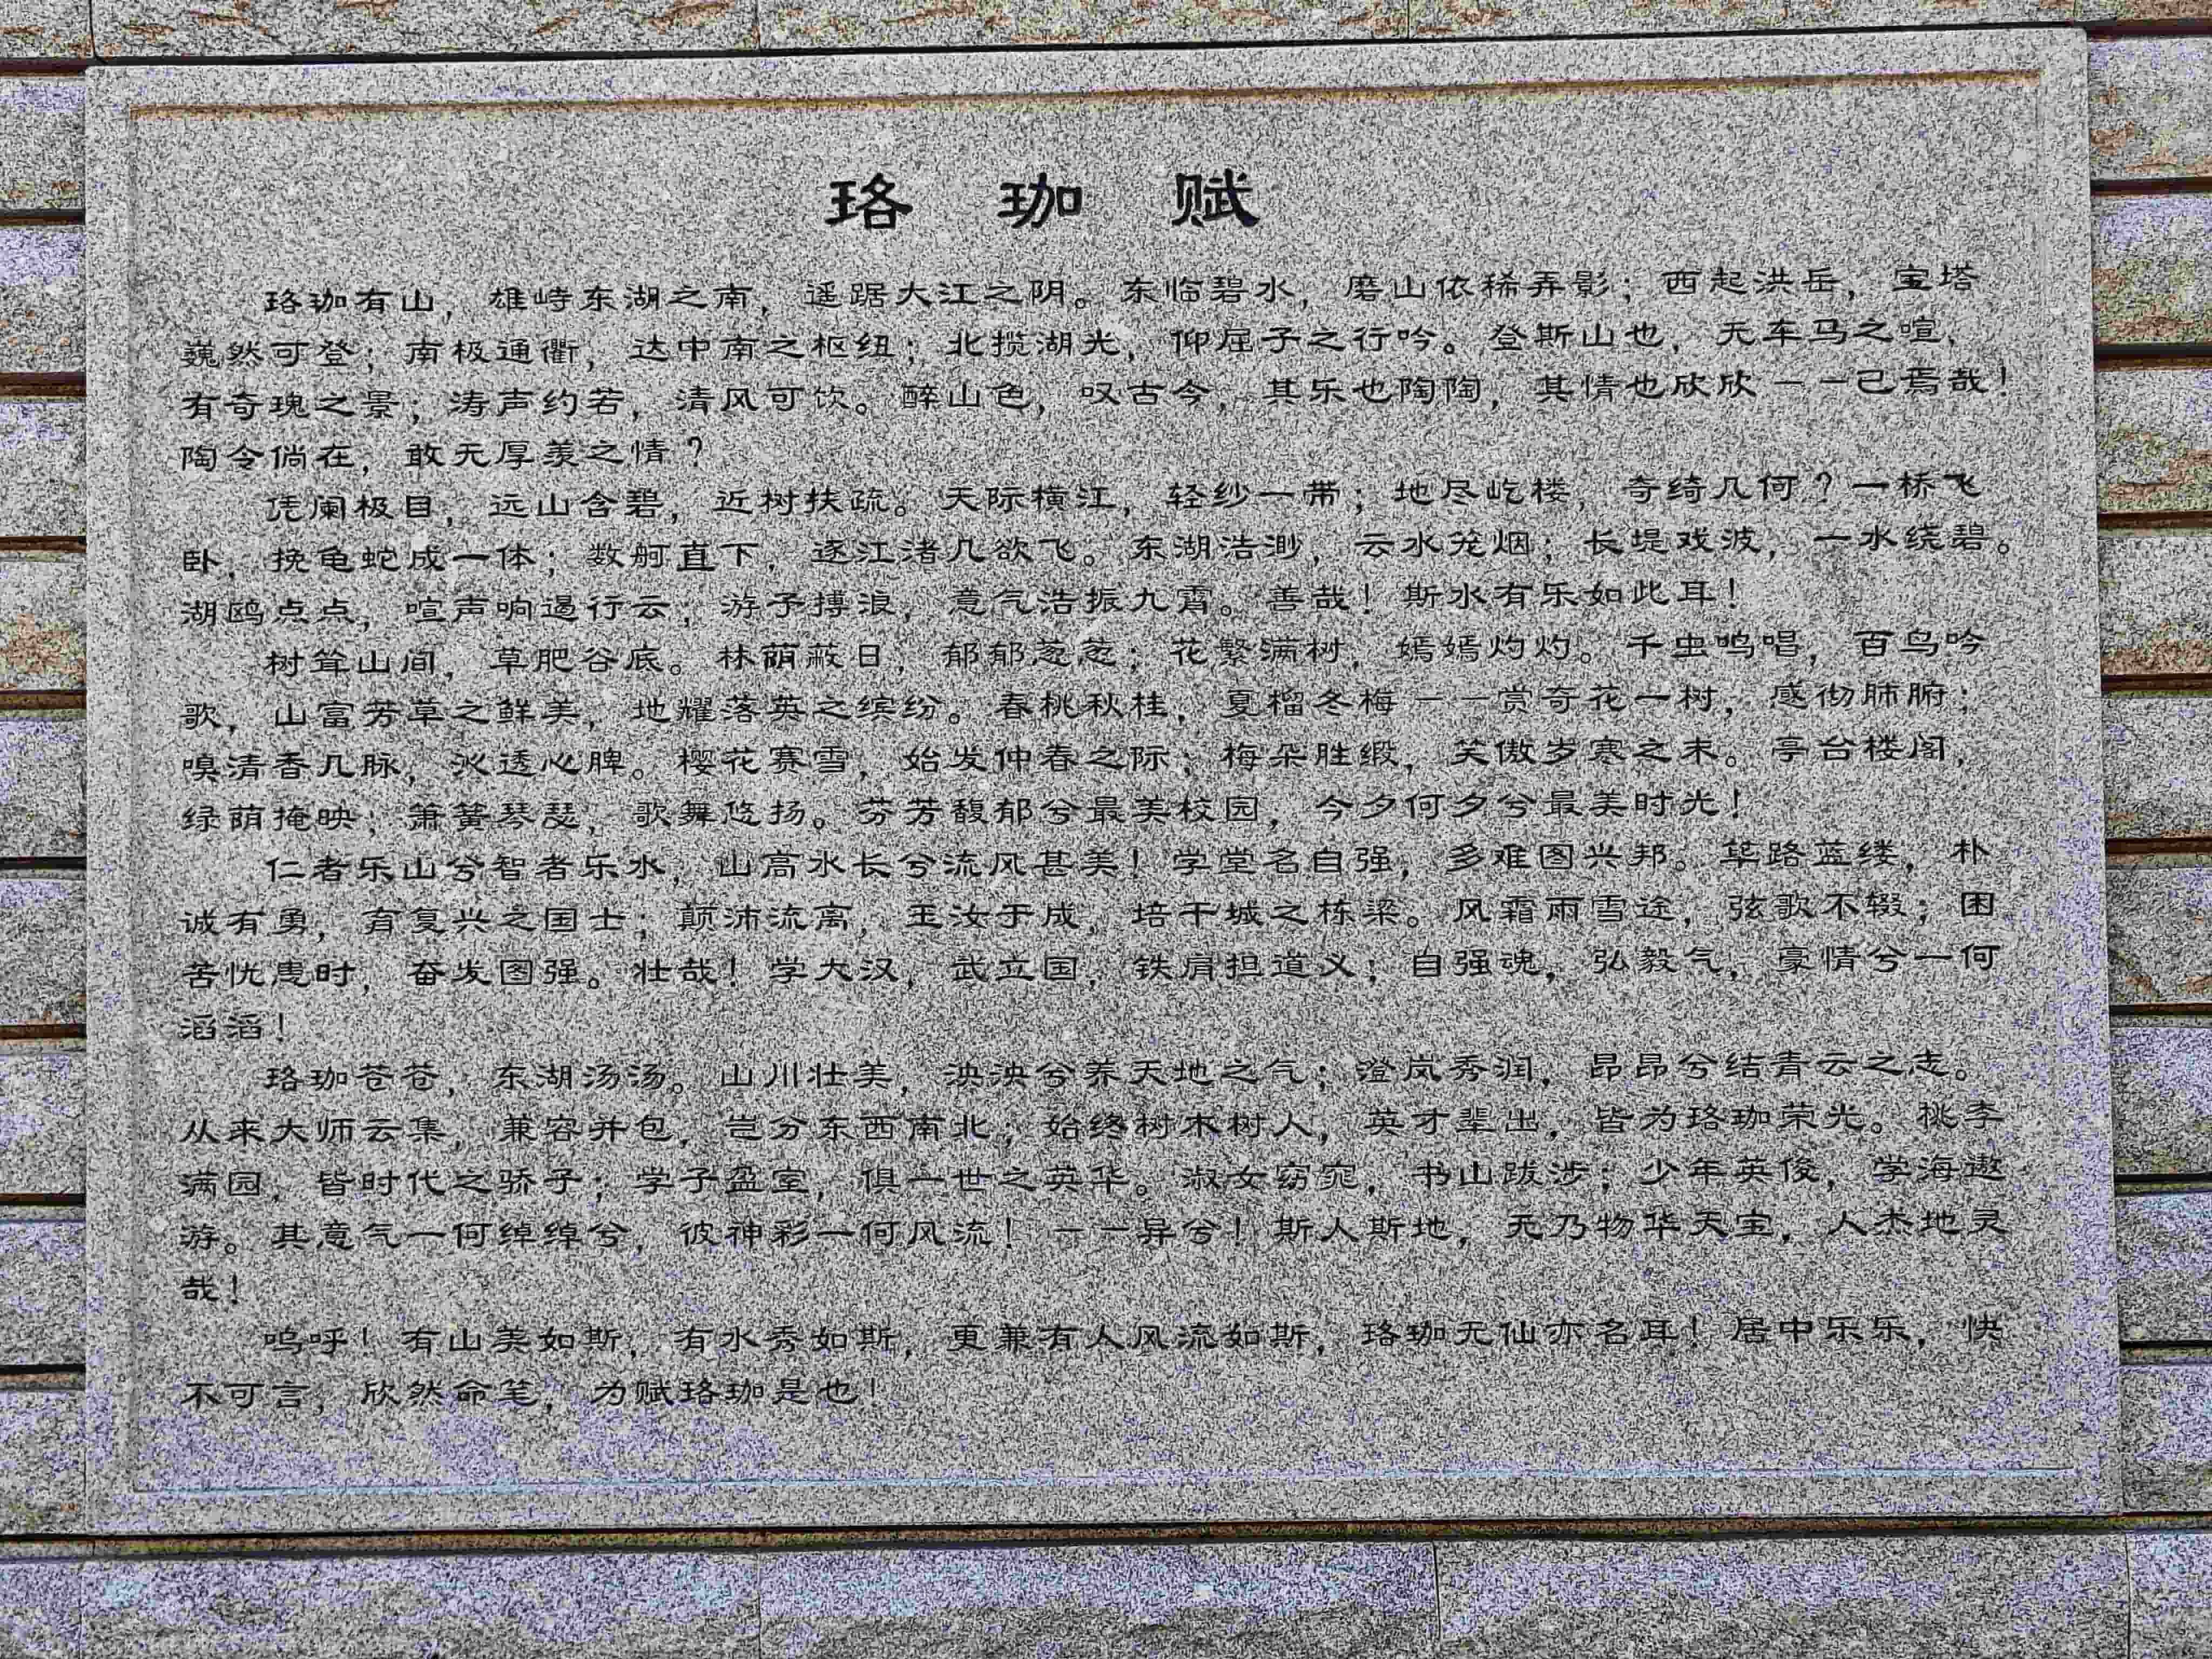 珞珈赋
珞珈有山，雄峙东湖之南，遥踞大江之阴。东临碧水，磨山依稀弄影；西起洪岳，宝塔
巍然可登；南极通衢，达中南之枢纽；北揽湖光，仰屈子之行吟。登斯山也，无车马之喧，
有奇瑰之景；涛声约若，清风可饮。醉山色，叹古今，其乐也陶陶，其情也欣欣——己焉哉！
陶令倘在，敢无厚羡之情？
凭阑极目，远山含碧，近树扶疏。天际横江，轻纱一带；地尽屹楼，奇绮几何？一桥飞
卧，挽龟蛇成一体；数舸直下，逐江渚几欲飞。东湖浩渺，云水笼烟；长堤戏波，一水绕碧。
湖鸥点点，喧声响遏行云；游子搏浪，意气浩振九霄。善哉！斯水有乐如此耳！
树耸山间，草肥谷底。林荫蔽日，郁郁葱葱；花繁满树，嫣嫣灼灼。千虫鸣唱，百鸟吟
歌，山富芳草之鲜美，地耀落英之缤纷。春桃秋桂，夏榴冬梅——赏奇花一树，感彻肺腑；
嗅清香几脉，沁透心脾。樱花赛雪，始发仲春之际；梅朵胜缎，笑傲岁寒之末。亭台楼阁，
绿荫掩映；萧簧琴瑟，歌舞悠扬。芬芳馥郁兮最美校园，今夕何夕兮最美时光！
仁者乐山兮智者乐水，山高水长兮流风甚美！学堂名自强，多难图兴邦。荜路蓝缕，朴
诚有勇，育复兴之国士；颠沛流离，玉汝于成，培干城之栋梁。风霜雨雪途，弦歌不辍；困
苦忧患时，奋发图强。壮哉！学大汉，武立国，铁肩担道义；自强魂，弘毅气，豪情兮一何
滔滔！
珞珈苍苍，东湖汤汤。山川壮美，泱泱兮养天地之气；澄岚秀润，昂昂兮结青云之志。
从来大师云集，兼容并包，岂分东西南北；始终树木树人，英才辈出，皆为珞珈荣光。桃李
满园，皆时代之骄子；学子盈室，俱一世之英华。淑女窈窕，书山跋涉；少年英俊，学海遨
游。其意气一何绰绰兮，彼神彩一何风流！——异兮！斯人斯地，无乃物华天宝，人杰地灵
哉！
呜呼！有山美如斯，有水秀如斯，更兼有人风流如斯，珞珈无仙亦名耳！居中乐乐，快
不可言，欣然命笔，为赋珞珈是也！